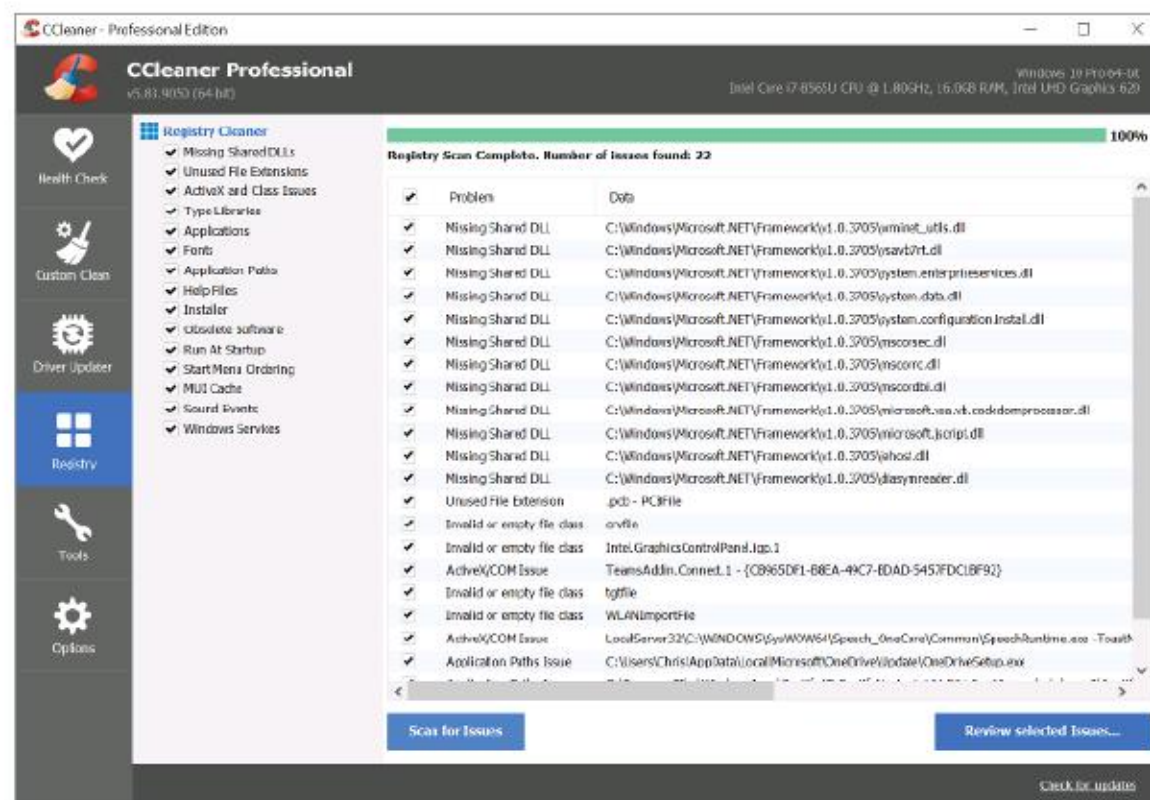 CCleaner - Professional Edition
CCleaner Professional
v5.83.9050 (64-bit)
Windows 10 Pro 64-bit
Intel Core i7-8565U CPU @ 1.80GHz, 16.0GB RAM, Intel UHD Graphics 620
Health Check
Custom Clean
Driver Updater
Registry
Tools
Options
Registry Cleaner
Missing Shared DLLs
Unused File Extensions
ActiveX and Class Issues
Type Libraries
Applications
Fonts
Application Paths
Help Files
Installer
Obsolete Software
Run At Startup
Start Menu Ordering
MUI Cache
Sound Events
Windows Services
100%
Registry Scan Complete. Number of issues found: 22
Problem Data
Missing Shared DLL C:\Windows\Microsoft.NET\Framework\v1.0.3705\wminet_utils.dll
Missing Shared DLL C:\Windows\Microsoft.NET\Framework\v1.0.3705\vsavb7rt.dll
Missing Shared DLL C:\Windows\Microsoft.NET\Framework\v1.0.3705\system.enterpriseservices.dll
Missing Shared DLL C:\Windows\Microsoft.NET\Framework\v1.0.3705\system.data.dll
Missing Shared DLL C:\Windows\Microsoft.NET\Framework\v1.0.3705\system.configuration.install.dll
Missing Shared DLL C:\Windows\Microsoft.NET\Framework\v1.0.3705\mscorsec.dll
Missing Shared DLL C:\Windows\Microsoft.NET\Framework\v1.0.3705\mscorrc.dll
Missing Shared DLL C:\Windows\Microsoft.NET\Framework\v1.0.3705\mscordbi.dll
Missing Shared DLL C:\Windows\Microsoft.NET\Framework\v1.0.3705\microsoft.vsa.vb.codedomprocessor.dll
Missing Shared DLL C:\Windows\Microsoft.NET\Framework\v1.0.3705\microsoft.jscript.dll
Missing Shared DLL C:\Windows\Microsoft.NET\Framework\v1.0.3705\iehost.dll
Missing Shared DLL C:\Windows\Microsoft.NET\Framework\v1.0.3705\diasymreader.dll
Unused File Extension .pcb - PCBFile
Invalid or empty file class
Invalid or empty file class Intel.GraphicsControlPanel.igp.1
ActiveX/COM Issue TeamsAddin.Connect.1 - {CB965DF1-B8EA-49C7-BDAD-5457FDC1BF92}
Invalid or empty file class tgtfile
Invalid or empty file class WLANImportFile
ActiveX/COM Issue LocalServer32\C:\WINDOWS\SysWOW64\Speech_OneCore\Common\SpeechRuntime.exe -ToastN
Application Paths Issue C:\Users\Chris\AppData\Local\Microsoft\OneDrive\Update\OneDriveSetup.exe
Scan for Issues
Review selected Issues...
Check for updates